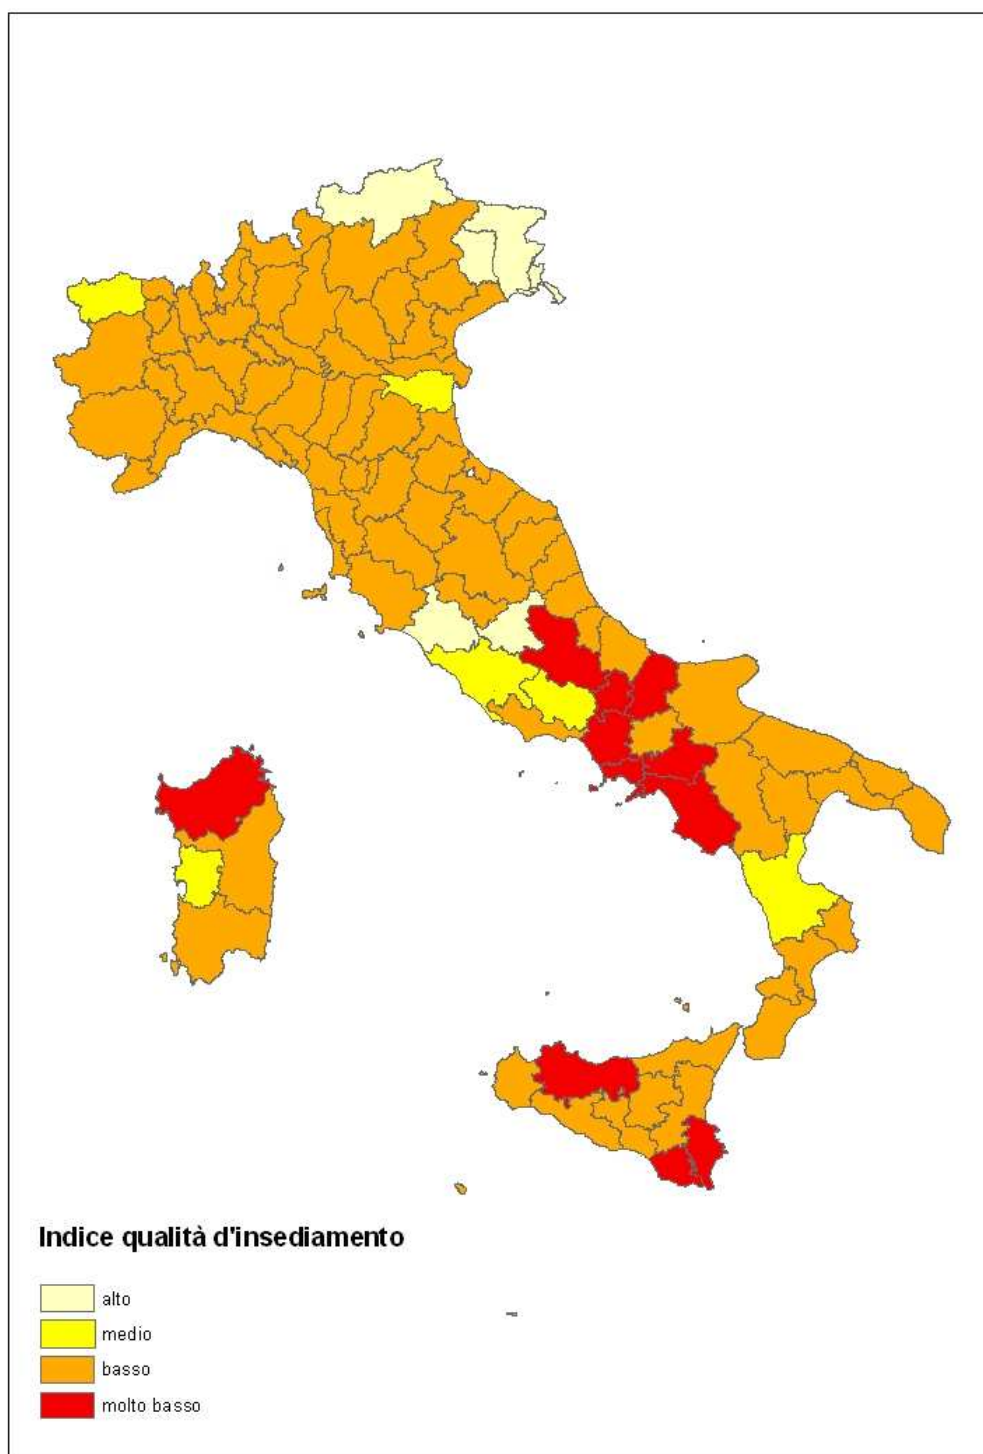 Indice qualità d'insediamento
alto
medio
basso
molto basso